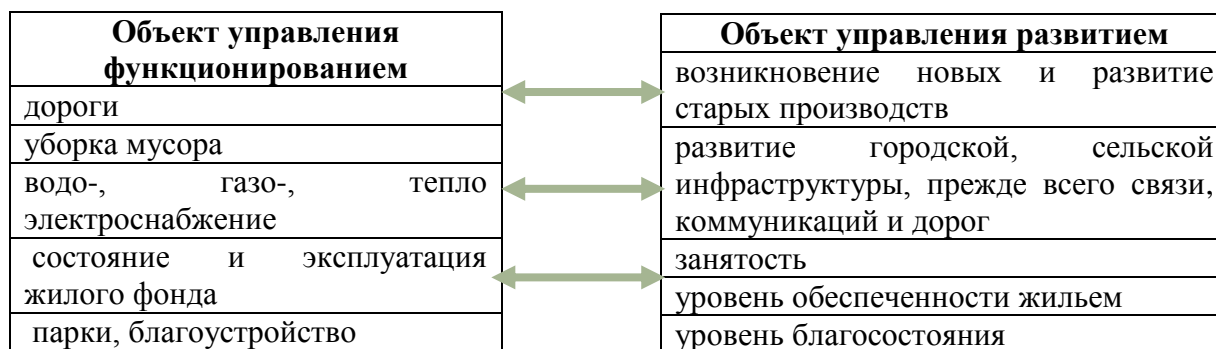 Объект управления
функционированием
дороги
уборка мусора
водо-, газо-, тепло
электроснабжение
состояние и эксплуатация
жилого фонда
парки, благоустройство
Объект управления развитием
возникновение новых и развитие
старых производств
развитие городской, сельской
инфраструктуры, прежде всего связи,
коммуникаций и дорог
занятость
уровень обеспеченности жильем
уровень благосостояния